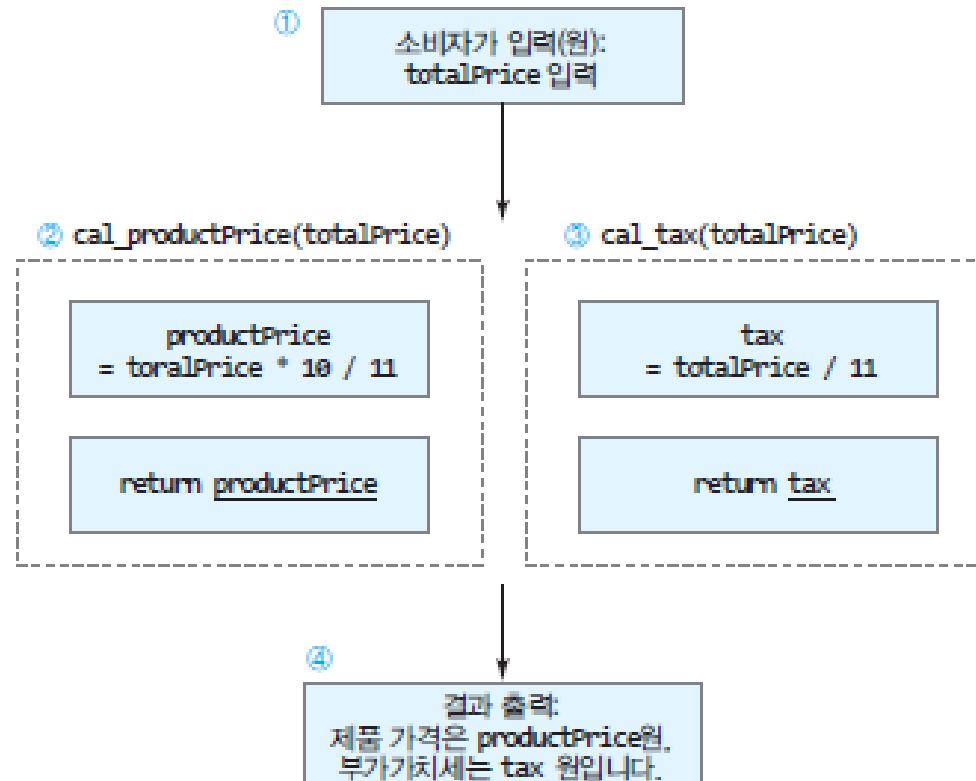 ①
소비자가 입력(원):
totalPrice 입력
② cal_productPrice(totalPrice)
productPrice
= toralPrice * 10 / 11
return productPrice
③ cal_tax(totalPrice)
tax
= totalPrice / 11
return tax
④
결과 출력:
제품 가격은 productPrice원,
부가가치세는 tax 원입니다.